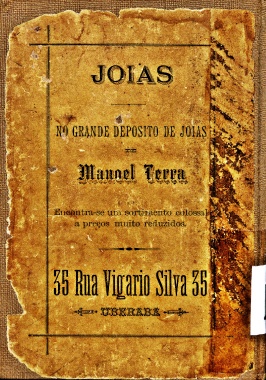 JOIAS
NO GRANDE DEPOSITO DE JOIAS
DE
Manoel Terra
Encontra-se um sortimento colossal
a preços muito reduzidos.
35 Rua Vigario Silva 35
UBERABA